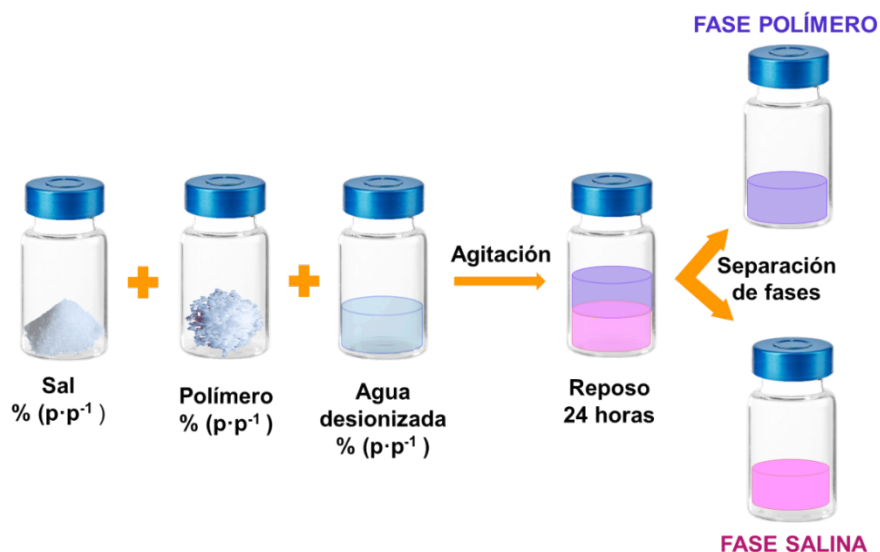 FASE POLÍMERO
Agitación
Separación
de fases
Sal
% (p·p⁻¹ )
Polímero
% (p·p⁻¹)
Agua
desionizada
% (p·p⁻¹ )
Reposo
24 horas
FASE SALINA